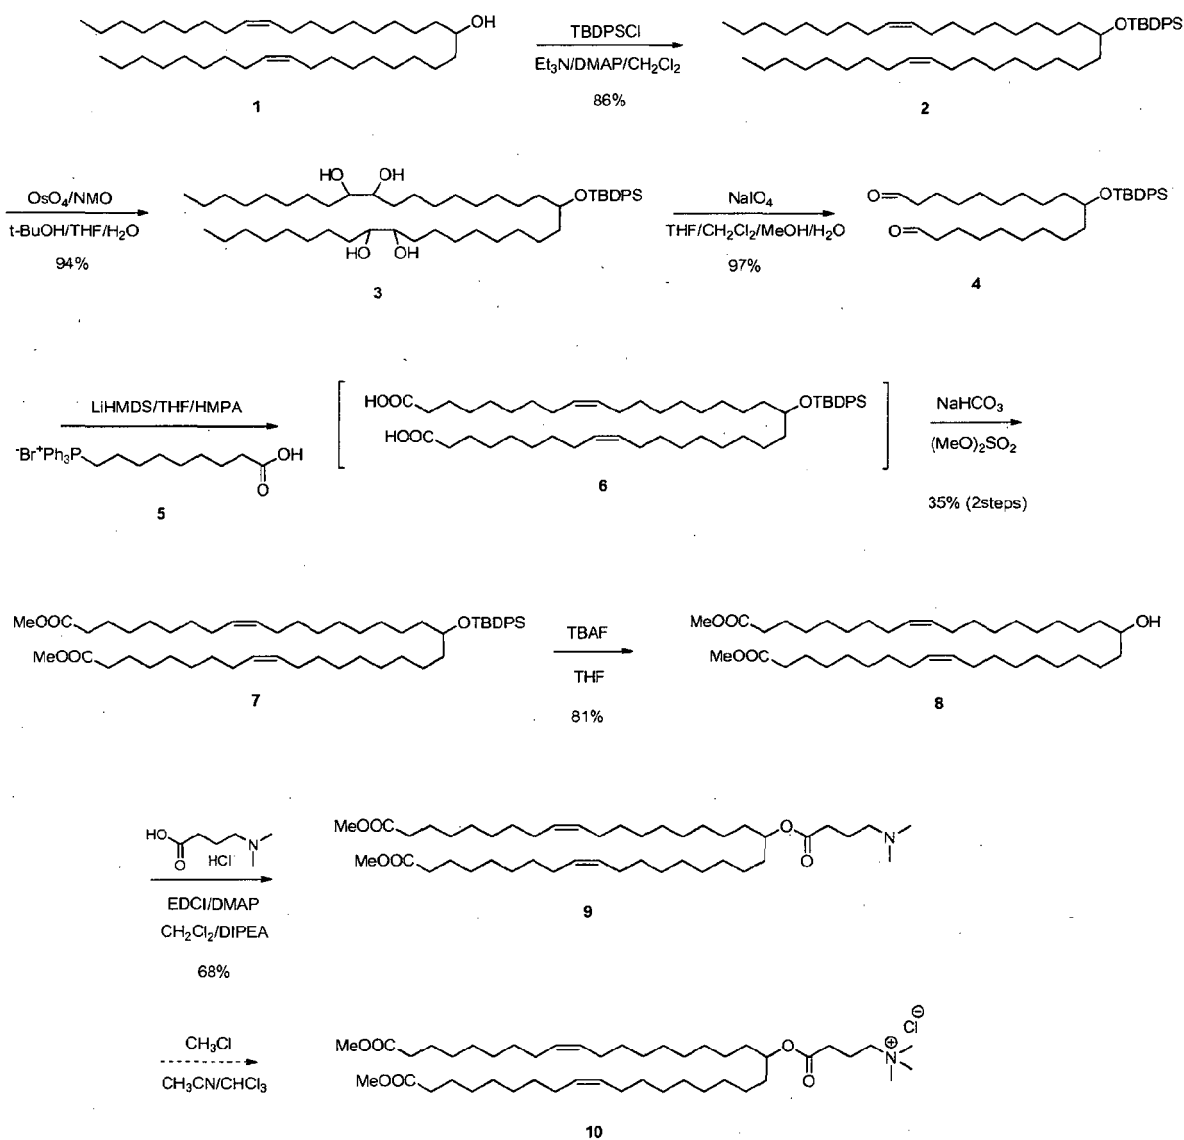 OH
TBDPSCl
Et3N/DMAP/CH2Cl2
86%
OTBDPS
1
2
OsO4/NMO
t-BuOH/THF/H2O
94%
HO
OH
OTBDPS
HO
OH
3
NaIO4
THF/CH2Cl2/MeOH/H2O
97%
O
OTBDPS
O
4
LiHMDS/THF/HMPA
-Br+Ph3P
OH
O
5
HOOC
OTBDPS
HOOC
6
NaHCO3
(MeO)2SO2
35% (2steps)
MeOOC
OTBDPS
MeOOC
7
TBAF
THF
81%
MeOOC
OH
MeOOC
8
HO
N
O
HCl
EDCI/DMAP
CH2Cl2/DIPEA
68%
MeOOC
O
N
MeOOC
O
9
CH3Cl
CH3CN/CHCl3
Cl⊖
MeOOC
O
N+
MeOOC
O
10